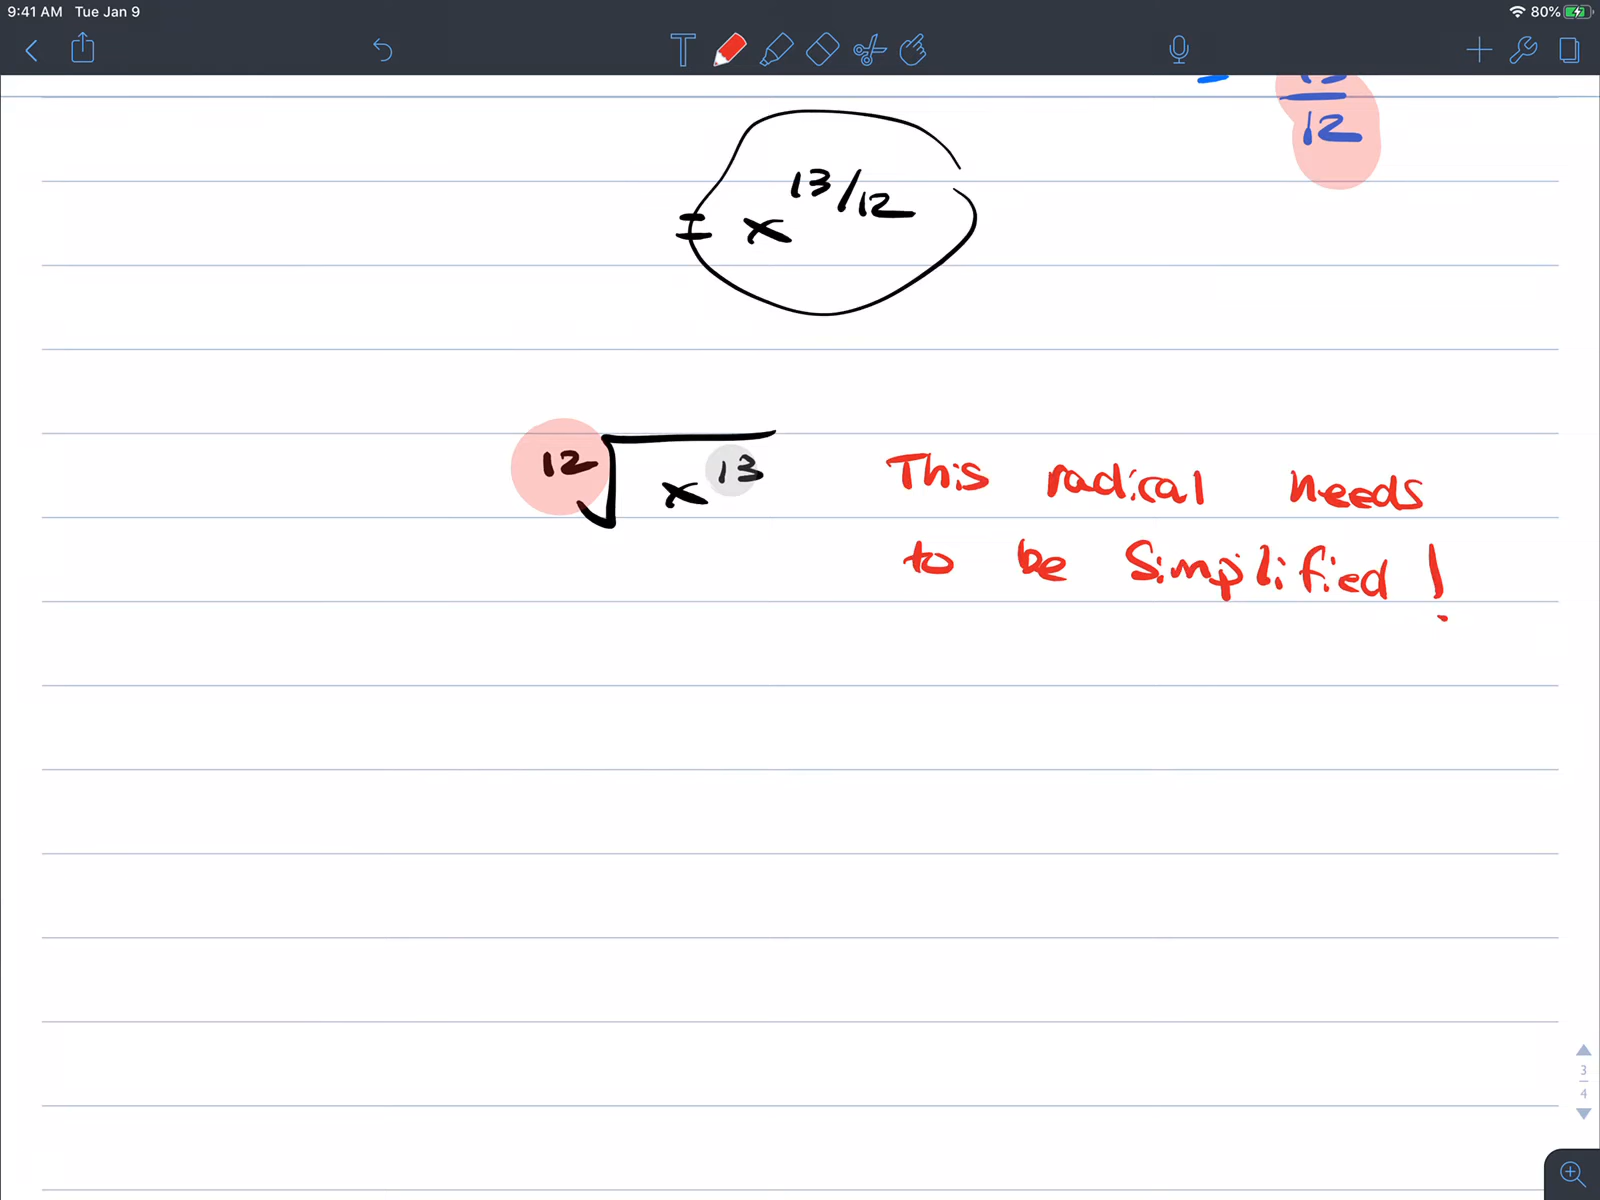 9:41 AM Tue Jan 9
80%
T
=
12
= x^13/12
12√x^13
This radical needs
to be simplified!
3
4